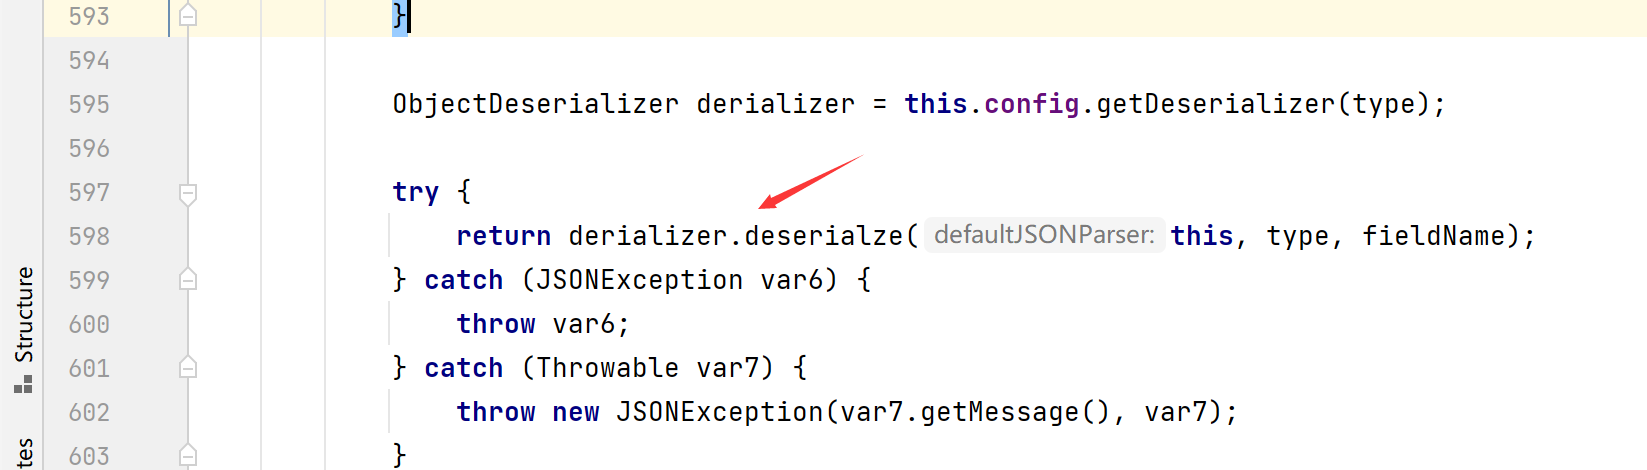 593 }
594
595 ObjectDeserializer derializer = this.config.getDeserializer(type);
596
597 try {
598 return derializer.deserialze( defaultJSONParser: this, type, fieldName);
599 } catch (JSONException var6) {
600 throw var6;
601 } catch (Throwable var7) {
602 throw new JSONException(var7.getMessage(), var7);
603 }
Structure
tes